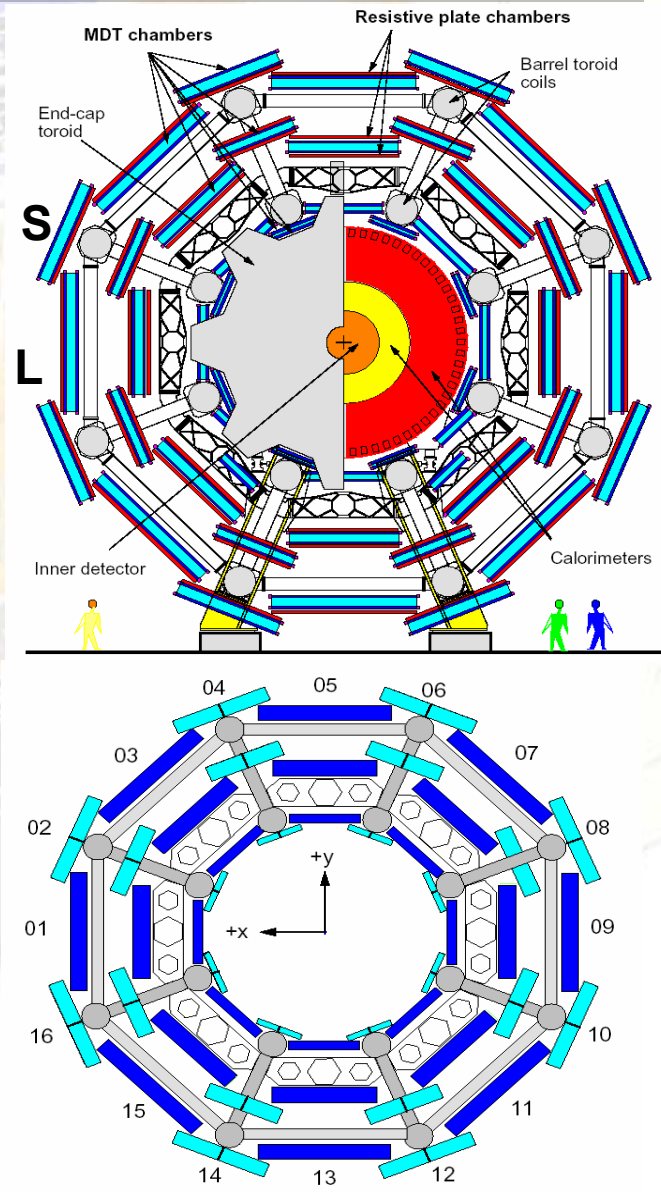 Resistive plate chambers
MDT chambers
Barrel toroid
coils
End-cap
toroid
S
L
Inner detector
Calorimeters
04
05
06
03
07
02
08
+y
01
+x
09
16
10
15
11
14
13
12